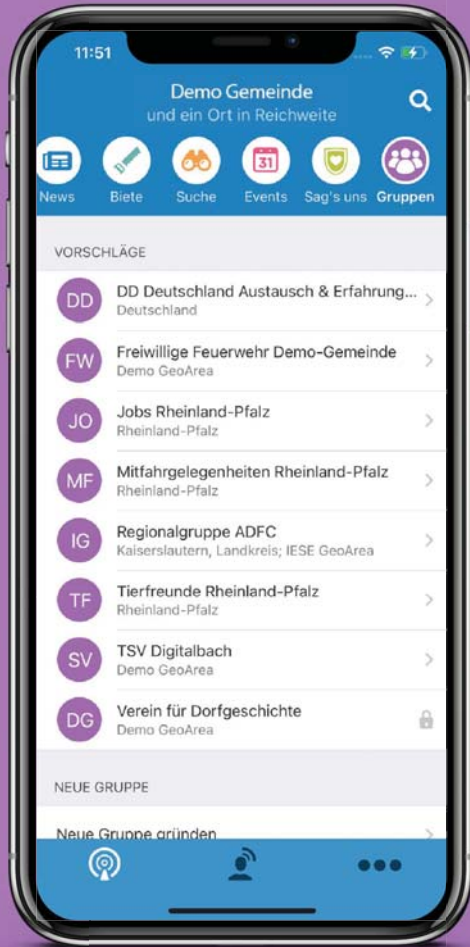 11:51
Demo Gemeinde
und ein Ort in Reichweite
31
News Biete Suche Events Sag's uns Gruppen
VORSCHLÄGE
DD DD Deutschland Austausch & Erfahrung...
Deutschland
FW Freiwillige Feuerwehr Demo-Gemeinde
Demo GeoArea
JO Jobs Rheinland-Pfalz
Rheinland-Pfalz
MF Mitfahrgelegenheiten Rheinland-Pfalz
Rheinland-Pfalz
IG Regionalgruppe ADFC
Kaiserslautern, Landkreis; IESE GeoArea
TF Tierfreunde Rheinland-Pfalz
Rheinland-Pfalz
SV TSV Digitalbach
Demo GeoArea
DG Verein für Dorfgeschichte
Demo GeoArea
NEUE GRUPPE
Neue Gruppe gründen